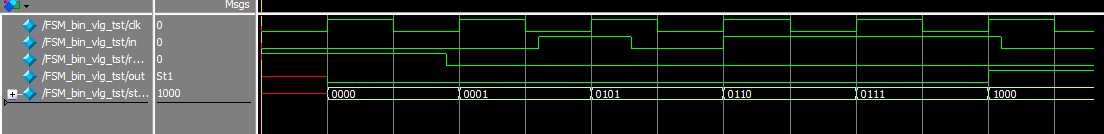 Msgs
/FSM_bin_vlg_tst/clk 0
/FSM_bin_vlg_tst/in 0
/FSM_bin_vlg_tst/r... 0
/FSM_bin_vlg_tst/out St1
/FSM_bin_vlg_tst/st... 1000 0000 0001 0101 0110 0111 1000